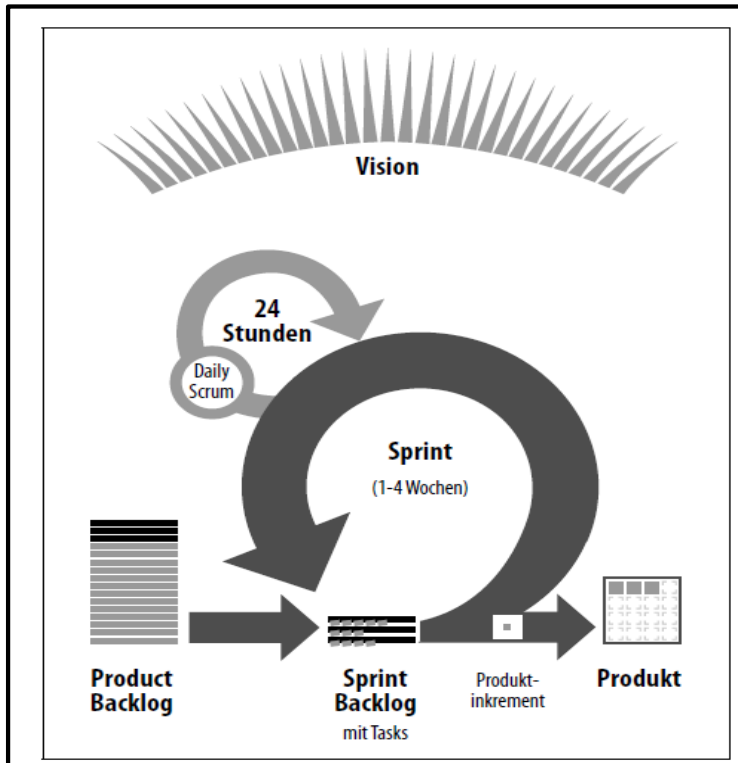 Vision
24
Stunden
Daily
Scrum
Sprint
(1-4 Wochen)
Product
Backlog
Sprint
Backlog
mit Tasks
Produkt-
inkrement
Produkt